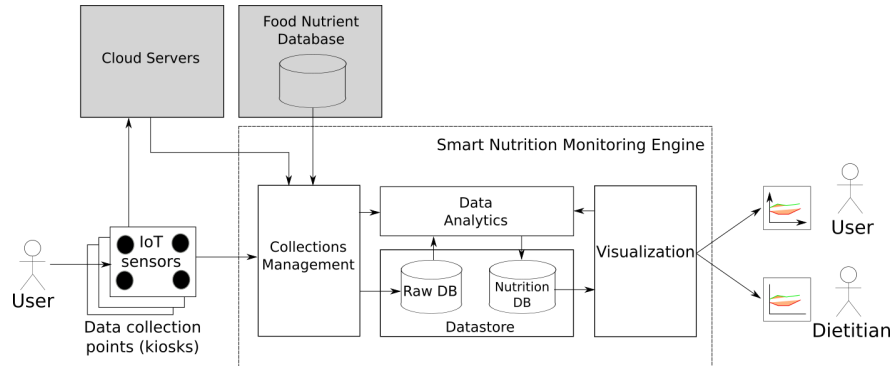 Cloud Servers
Food Nutrient
Database
Smart Nutrition Monitoring Engine
IoT
sensors
User
Data collection
points (kiosks)
Collections
Management
Data
Analytics
Raw DB
Nutrition
DB
Datastore
Visualization
User
Dietitian